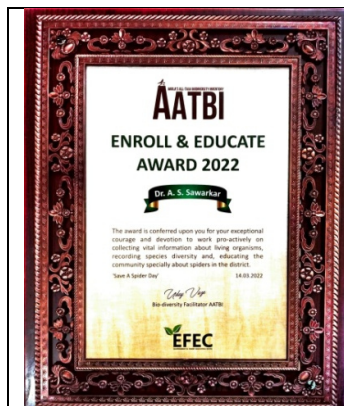 AATBI
ENROLL & EDUCATE
AWARD 2022
Dr. A. S. Sawarkar
The award is conferred upon you for your exceptional
courage and devotion to work pro-actively on
collecting vital information about living organisms,
recording species diversity and, educating the
community specially about spiders in the district.
'Save A Spider Day' 14.03.2022
Bio-diversity Facilitator AATBI
EFEC